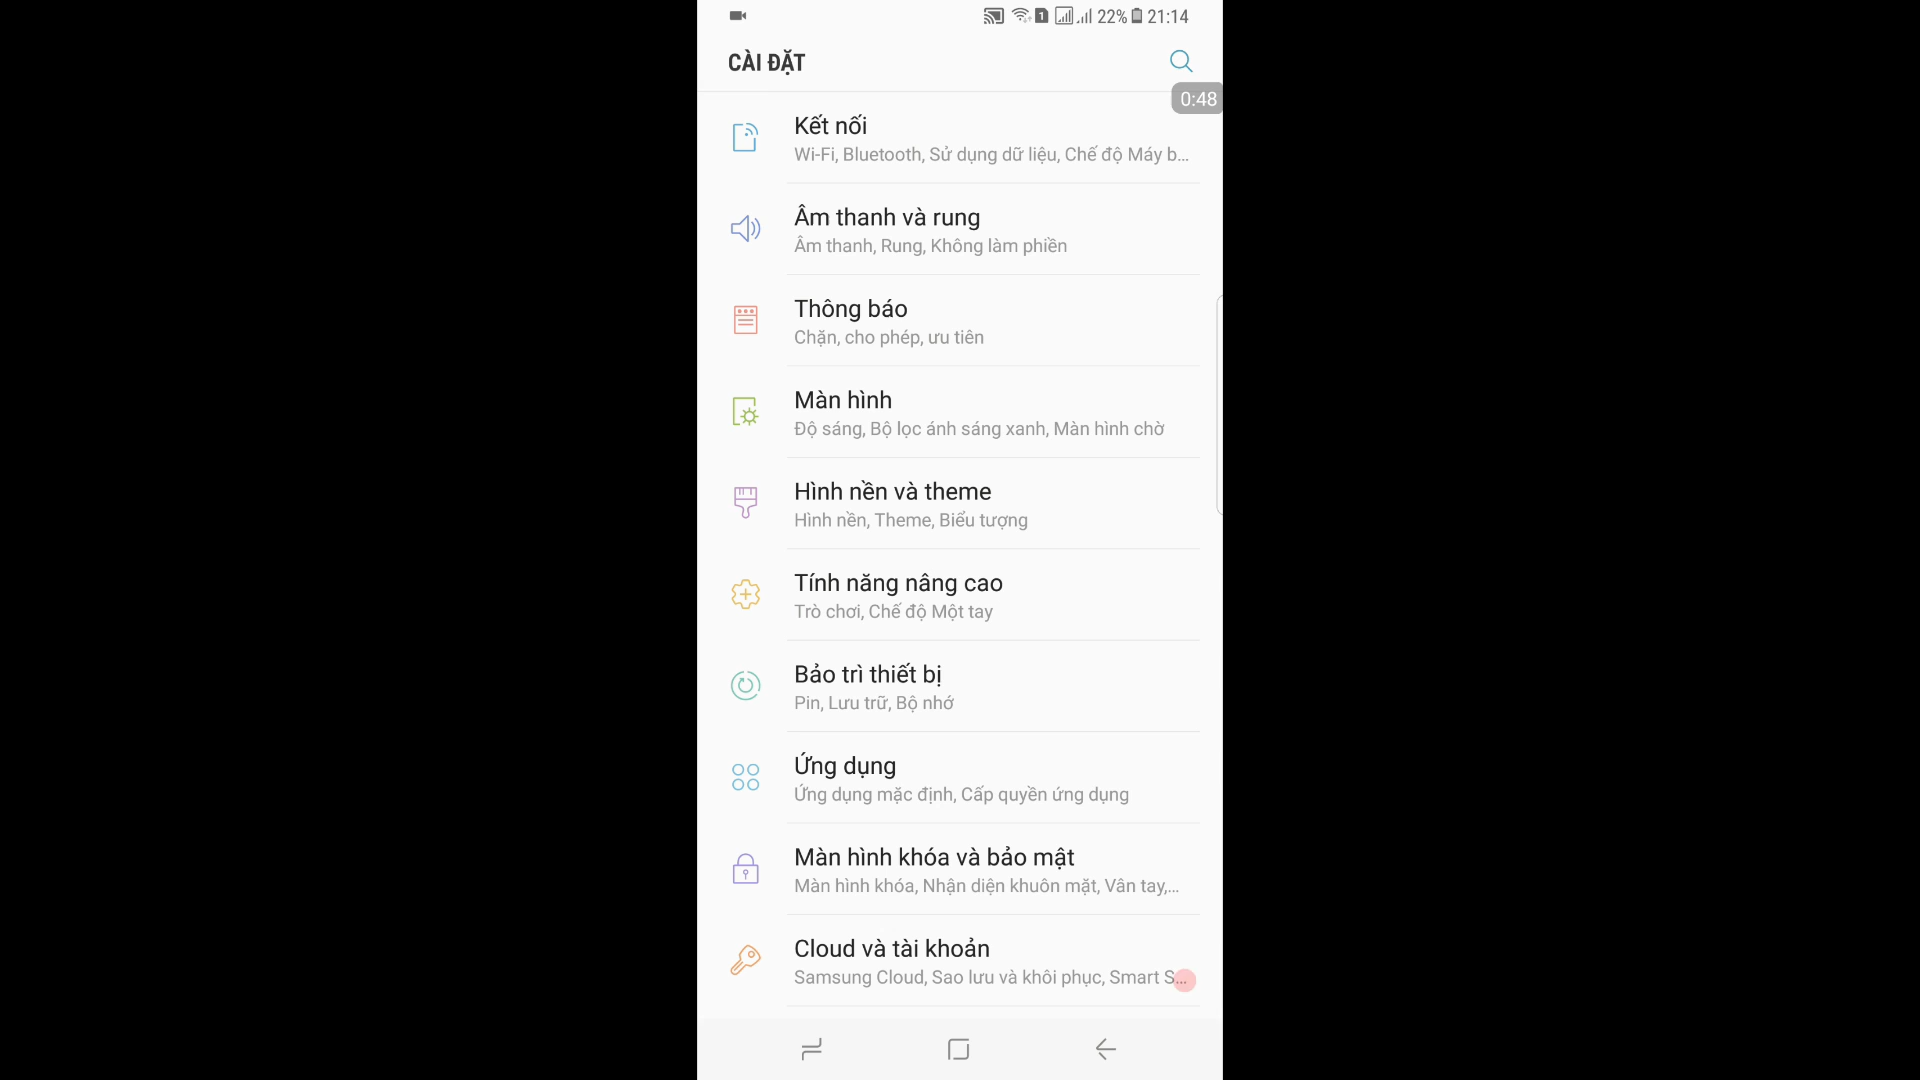 1 22% 21:14
CÀI ĐẶT
0:48
Kết nối
Wi-Fi, Bluetooth, Sử dụng dữ liệu, Chế độ Máy b...
Âm thanh và rung
Âm thanh, Rung, Không làm phiền
Thông báo
Chặn, cho phép, ưu tiên
Màn hình
Độ sáng, Bộ lọc ánh sáng xanh, Màn hình chờ
Hình nền và theme
Hình nền, Theme, Biểu tượng
Tính năng nâng cao
Trò chơi, Chế độ Một tay
Bảo trì thiết bị
Pin, Lưu trữ, Bộ nhớ
Ứng dụng
Ứng dụng mặc định, Cấp quyền ứng dụng
Màn hình khóa và bảo mật
Màn hình khóa, Nhận diện khuôn mặt, Vân tay,...
Cloud và tài khoản
Samsung Cloud, Sao lưu và khôi phục, Smart S...